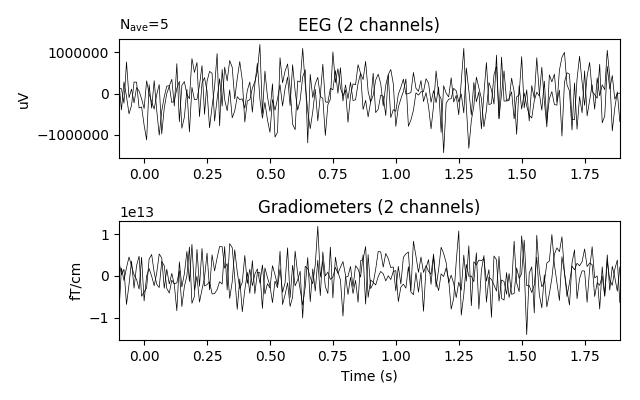 N_ave=5
EEG (2 channels)
1000000
0
−1000000
uV
0.00 0.25 0.50 0.75 1.00 1.25 1.50 1.75
1e13
Gradiometers (2 channels)
1
0
−1
fT/cm
0.00 0.25 0.50 0.75 1.00 1.25 1.50 1.75
Time (s)